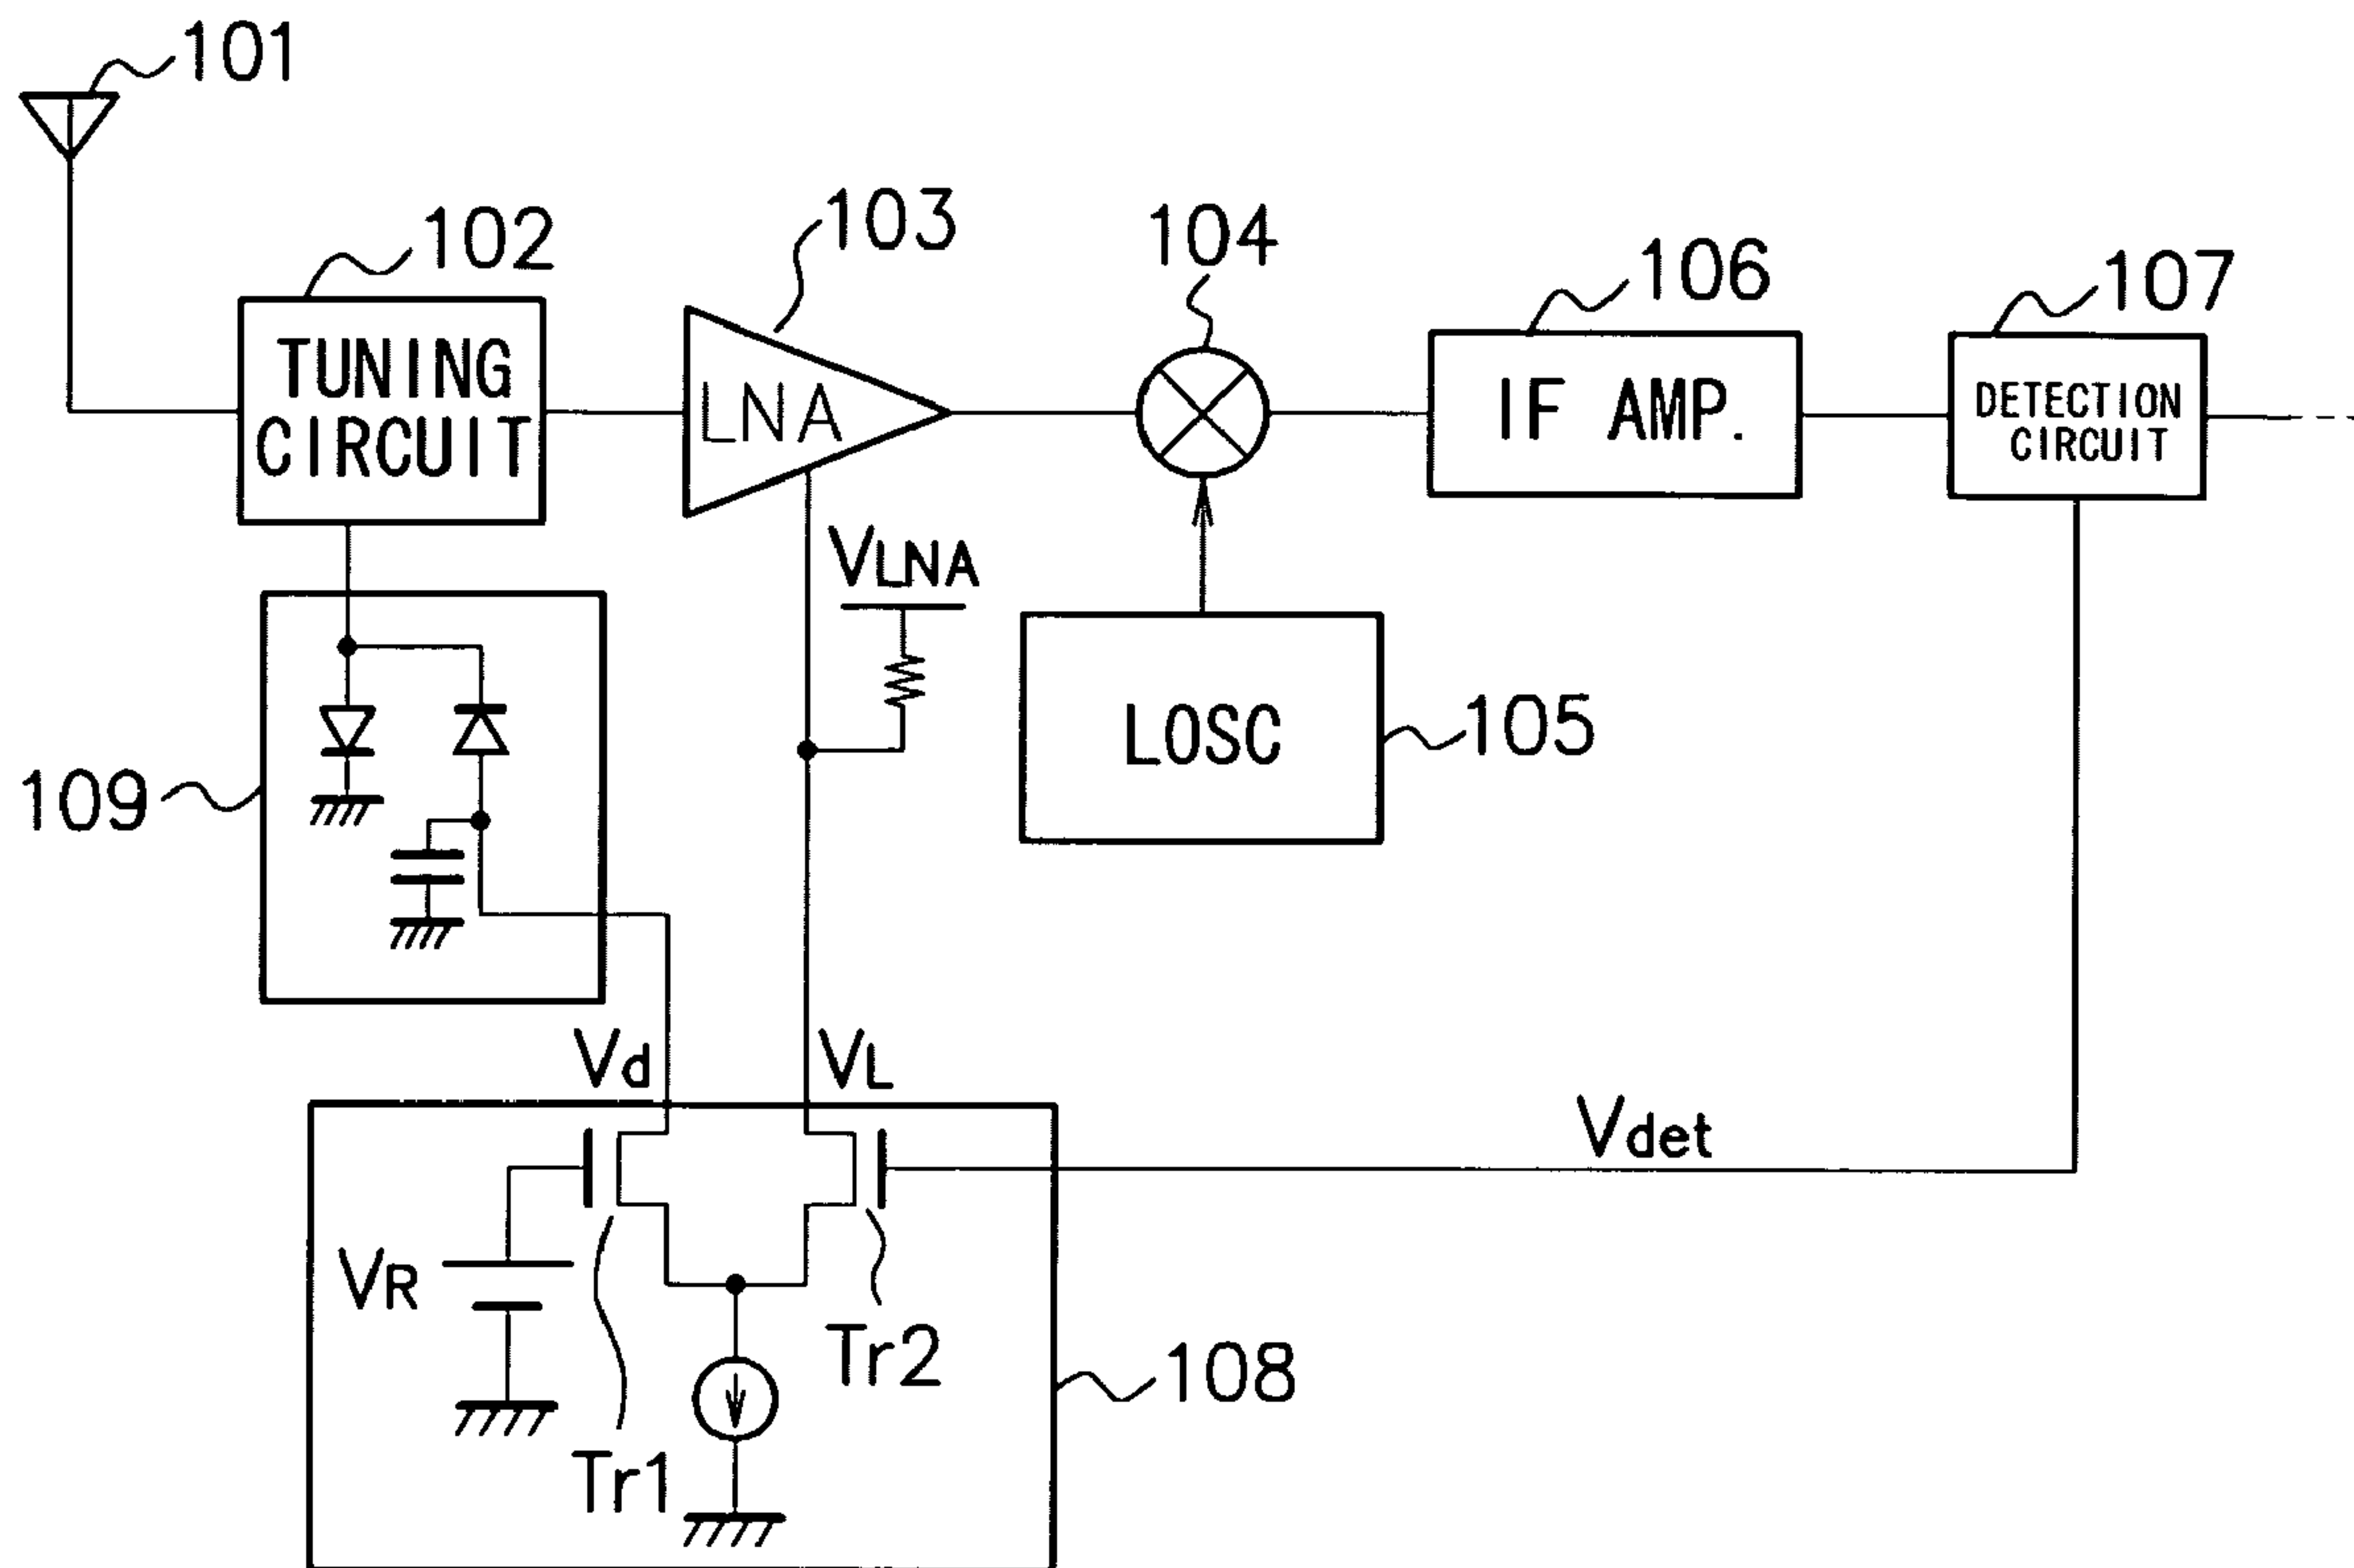 101
102
103
104
106
107
TUNING
CIRCUIT
LNA
IF AMP.
DETECTION
CIRCUIT
VLNA
LOSC
105
109
Vd
VL
Vdet
VR
Tr2
108
Tr1